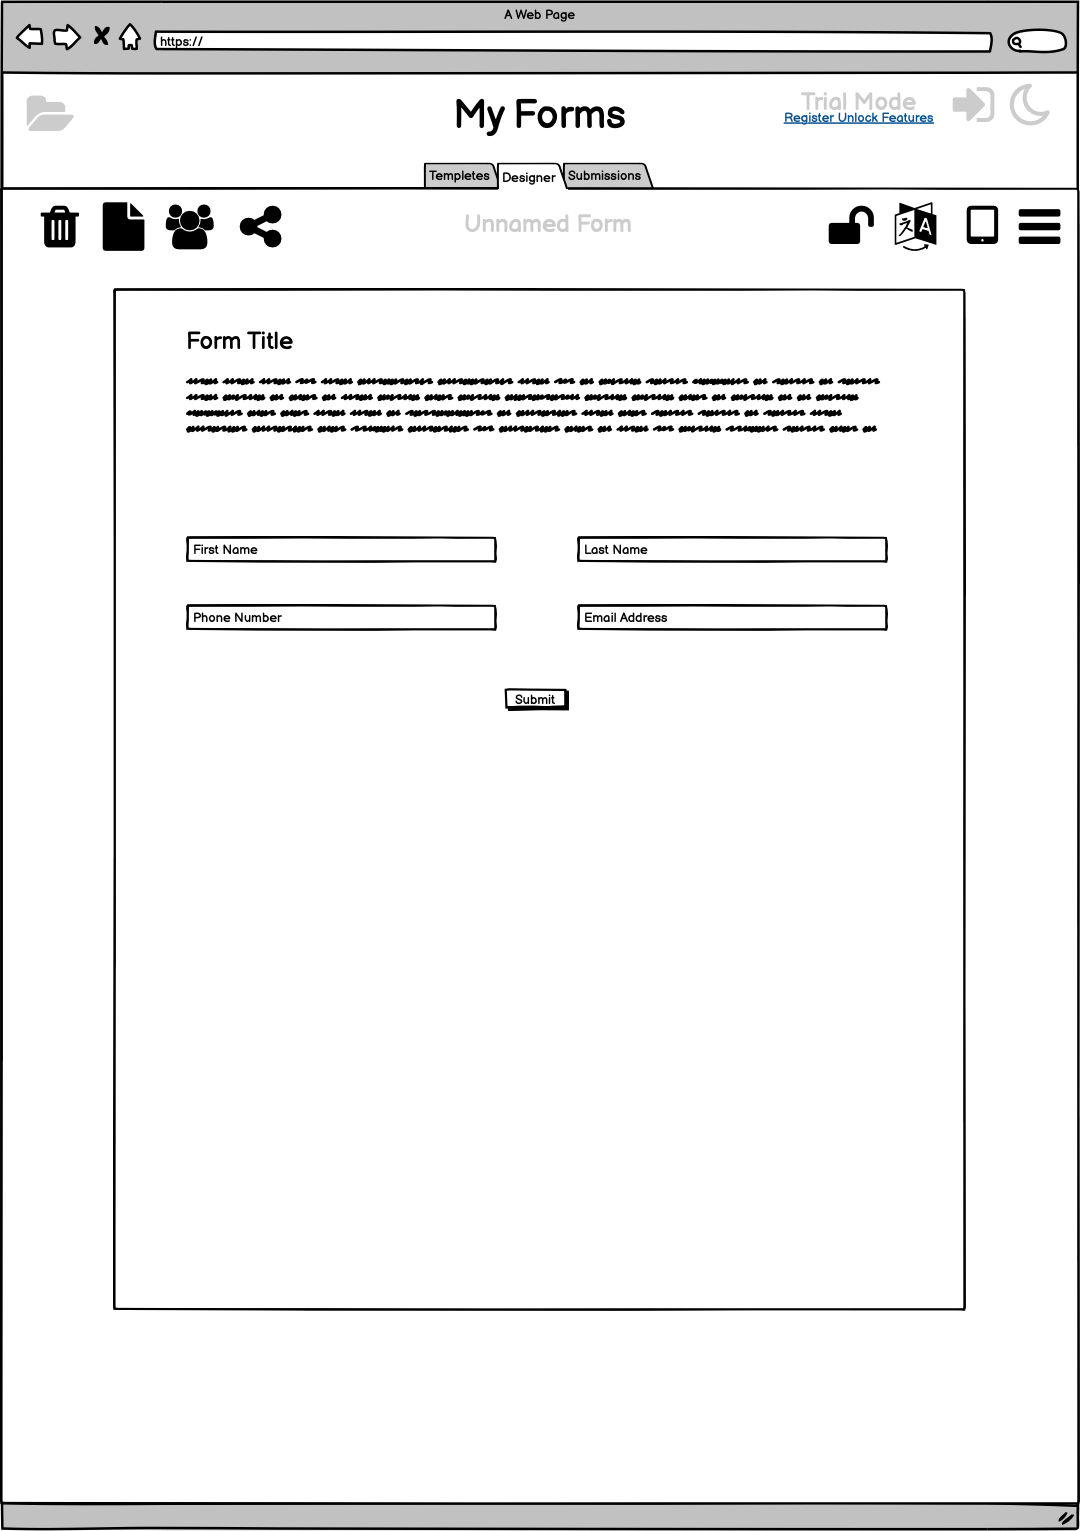 A Web Page
https://
My Forms
Trial Mode
Register Unlock Features
Templetes
Designer
Submissions
Unnamed Form
Form Title
First Name
Last Name
Phone Number
Email Address
Submit